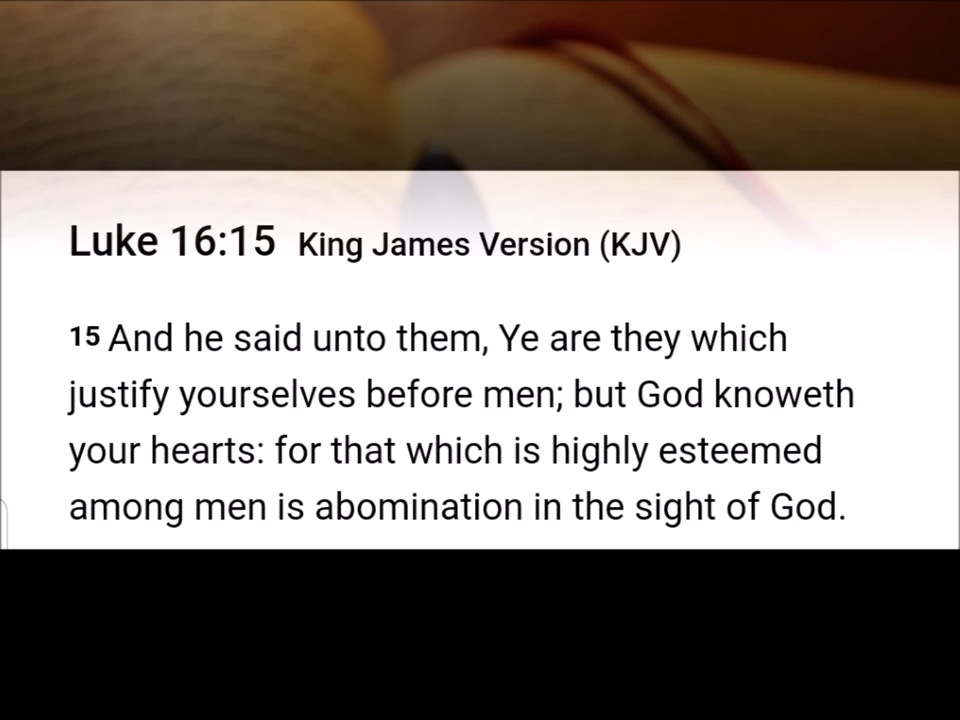 Luke 16:15 King James Version (KJV)
15 And he said unto them, Ye are they which
justify yourselves before men; but God knoweth
your hearts: for that which is highly esteemed
among men is abomination in the sight of God.